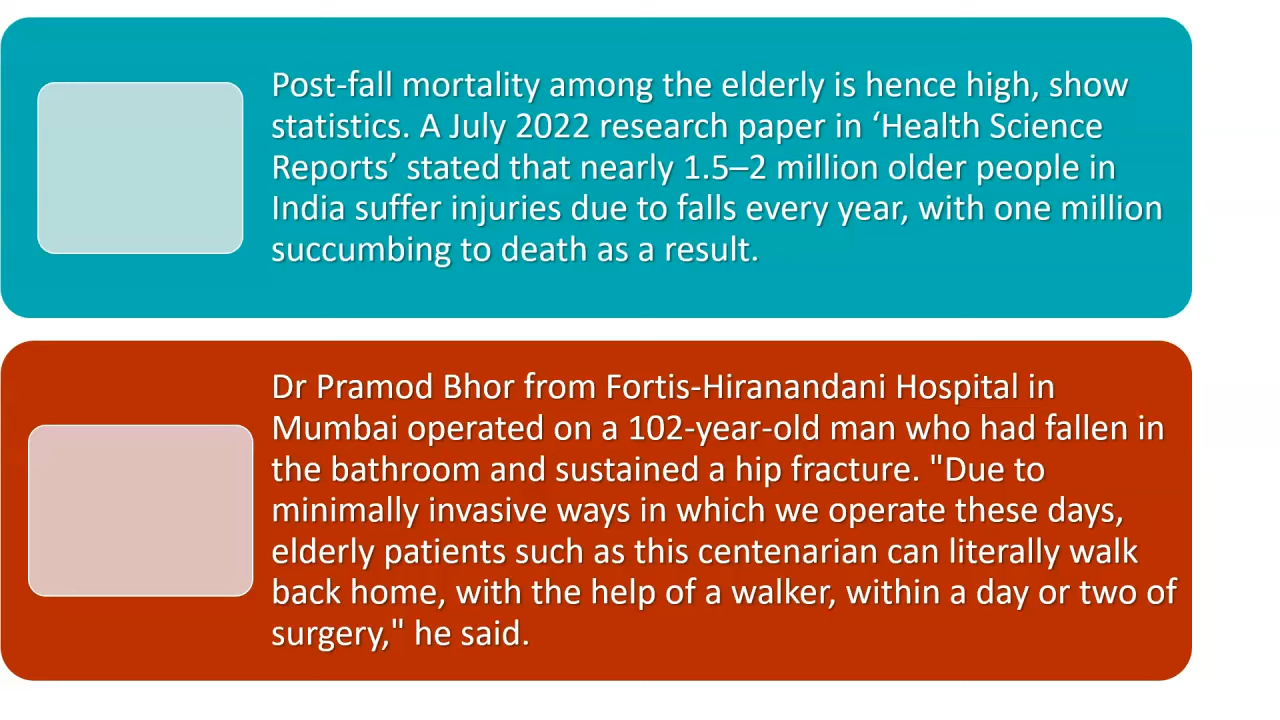 Post-fall mortality among the elderly is hence high, show
statistics. A July 2022 research paper in ‘Health Science
Reports’ stated that nearly 1.5–2 million older people in
India suffer injuries due to falls every year, with one million
succumbing to death as a result.
Dr Pramod Bhor from Fortis-Hiranandani Hospital in
Mumbai operated on a 102-year-old man who had fallen in
the bathroom and sustained a hip fracture. "Due to
minimally invasive ways in which we operate these days,
elderly patients such as this centenarian can literally walk
back home, with the help of a walker, within a day or two of
surgery," he said.